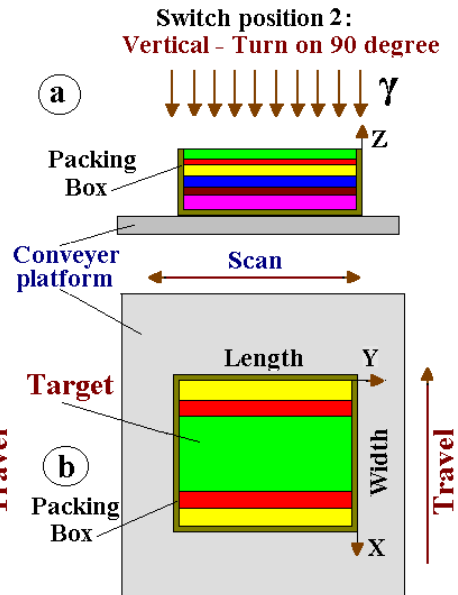 Switch position 2:
Vertical - Turn on 90 degree
a
γ
Z
Packing
Box
Conveyer
platform
Scan
Length
Y
Target
Width
Travel
Travel
b
Packing
Box
X